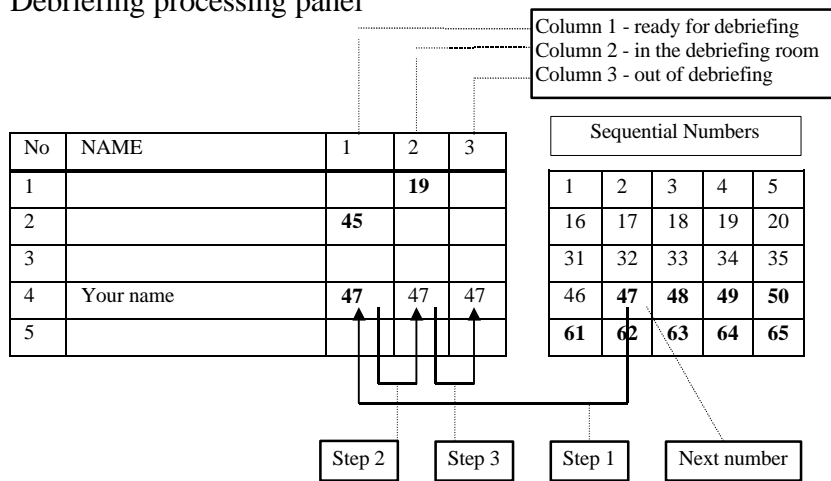 Debriefing processing panel
Column 1 - ready for debriefing
Column 2 - in the debriefing room
Column 3 - out of debriefing
No NAME 1 2 3
1 19
2 45
3
4 Your name 47 47 47
5
Sequential Numbers
1 2 3 4 5
16 17 18 19 20
31 32 33 34 35
46 47 48 49 50
61 62 63 64 65
Step 2 Step 3 Step 1 Next number